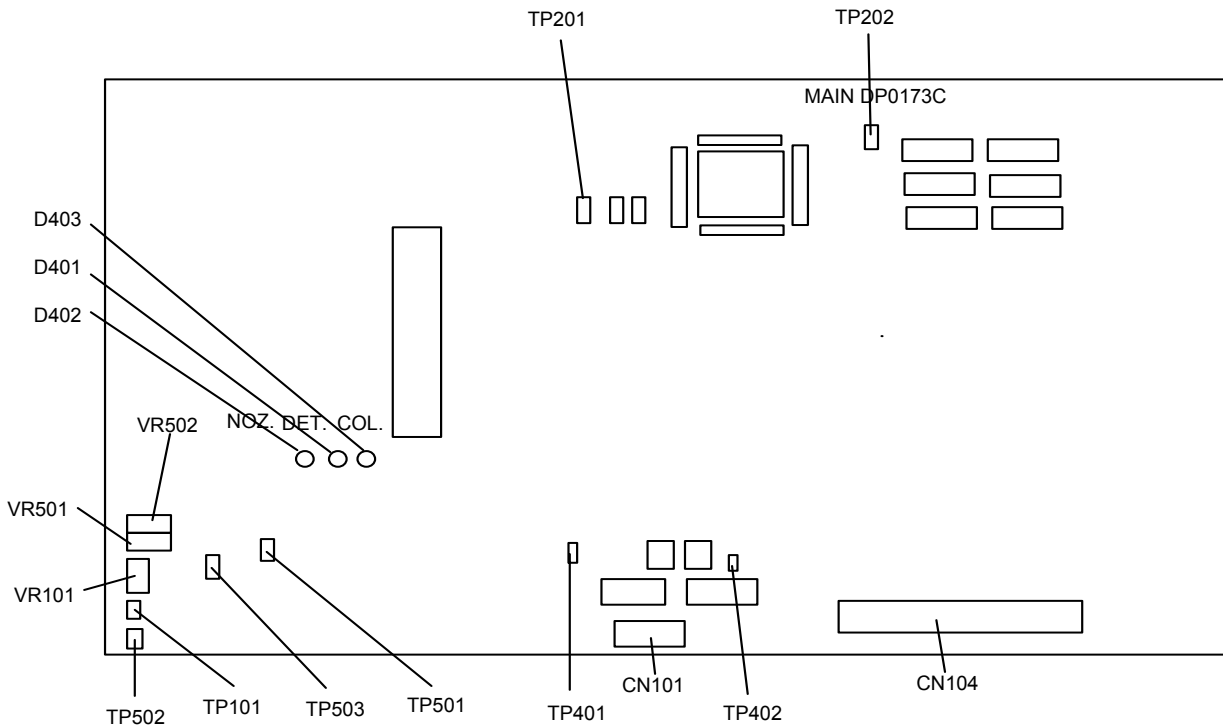 TP201
TP202
MAIN DP0173C
D403
D401
D402
NOZ. DET. COL.
VR502
VR501
VR101
TP502
TP101
TP503
TP501
TP401
CN101
TP402
CN104